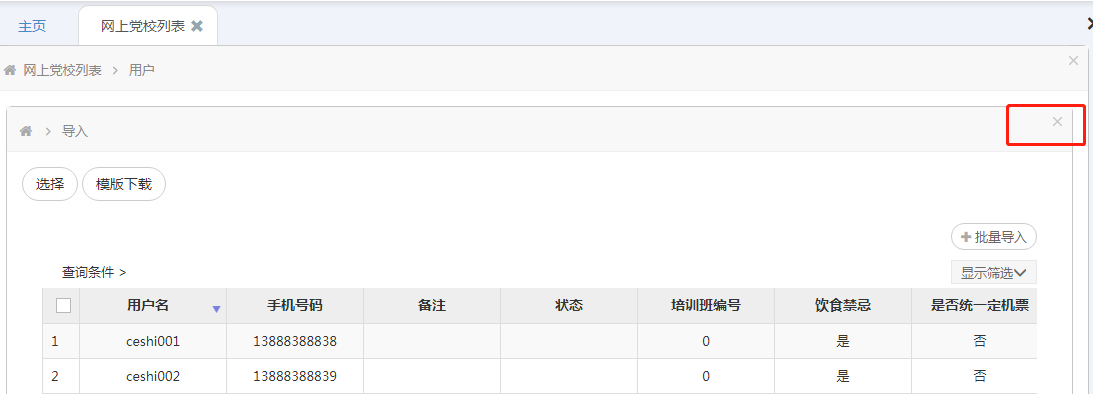 主页 网上党校列表
网上党校列表 > 用户
> 导入
选择 模版下载
批量导入
查询条件 > 显示筛选
用户名 手机号码 备注 状态 培训班编号 饮食禁忌 是否统一定机票
1 ceshi001 13888388838 0 是 否
2 ceshi002 13888388839 0 是 否